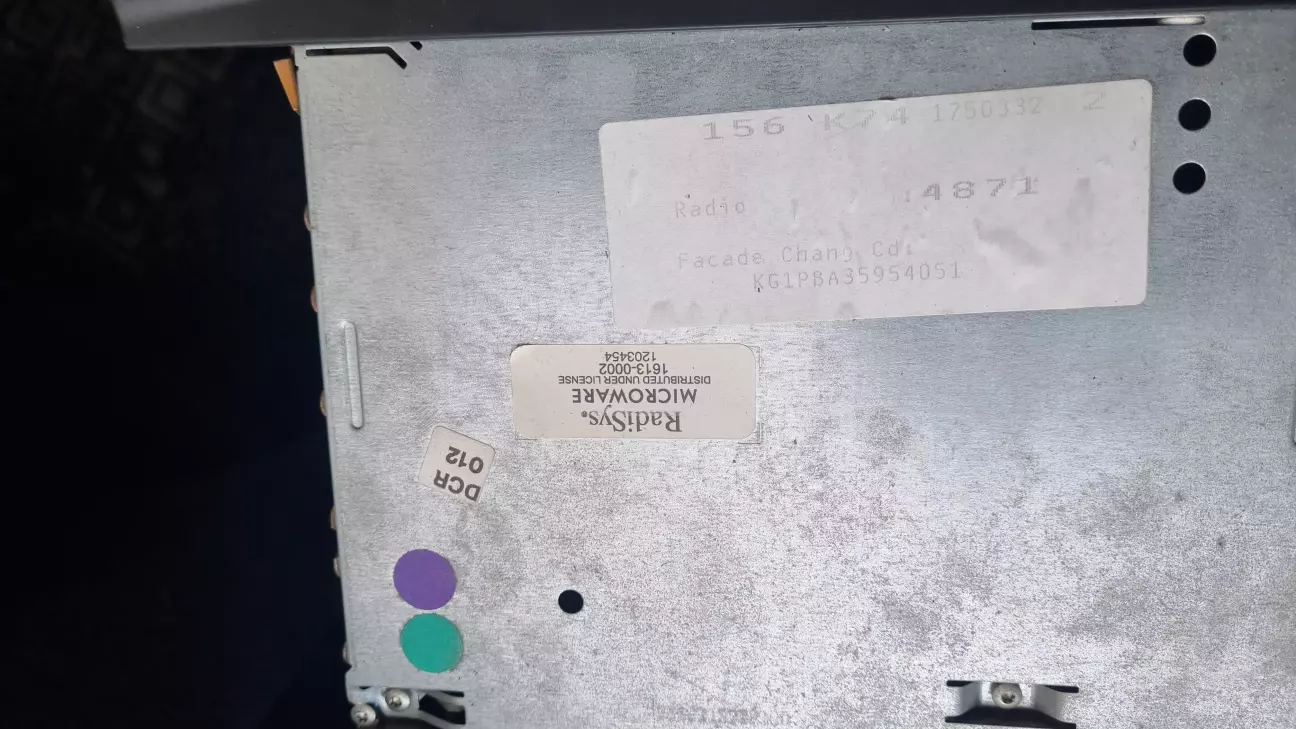 156 K74 1750332 2
Radio 4871
Facade Chang Cd:
KG1PBA35954051
RadiSys.
MICROWARE
DISTRIBUTED UNDER LICENSE
1613-0002
1203454
DCR
012